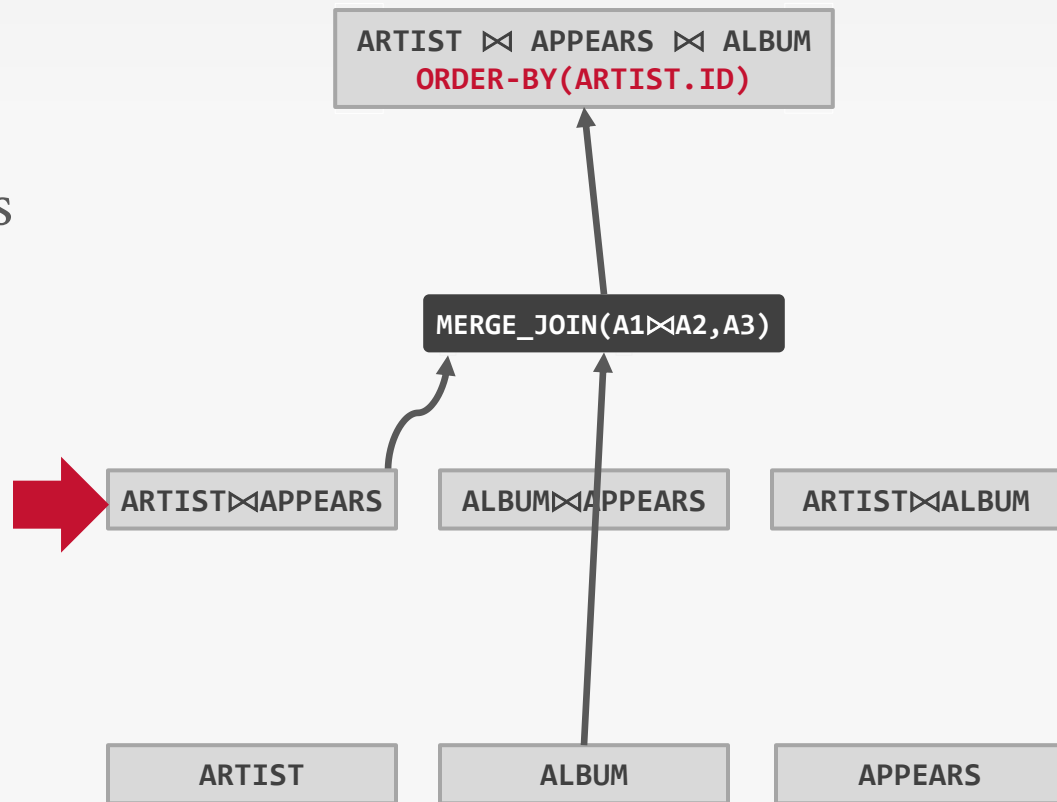 ARTIST ⋈ APPEARS ⋈ ALBUM
ORDER-BY(ARTIST.ID)
s
MERGE_JOIN(A1⋈A2,A3)
ARTIST⋈APPEARS
ALBUM⋈APPEARS
ARTIST⋈ALBUM
ARTIST
ALBUM
APPEARS